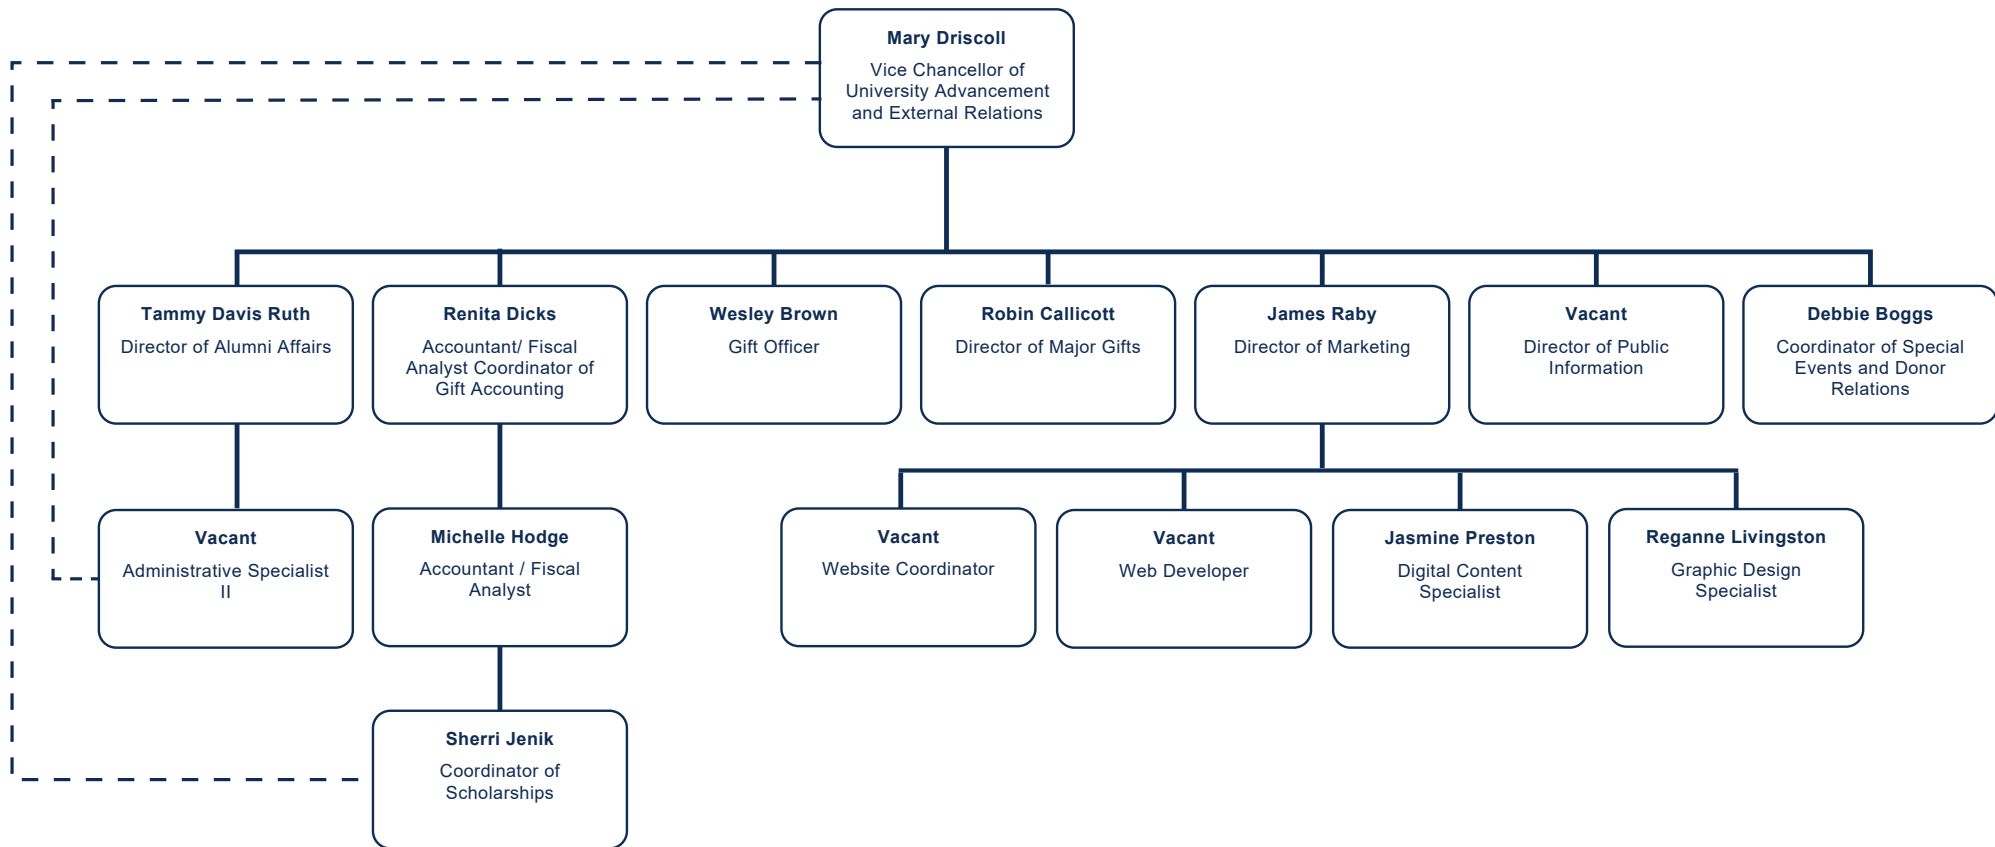 Mary Driscoll
Vice Chancellor of
University Advancement
and External Relations
Tammy Davis Ruth
Director of Alumni Affairs
Renita Dicks
Accountant/ Fiscal
Analyst Coordinator of
Gift Accounting
Wesley Brown
Gift Officer
Robin Callicott
Director of Major Gifts
James Raby
Director of Marketing
Vacant
Director of Public
Information
Debbie Boggs
Coordinator of Special
Events and Donor
Relations
Vacant
Administrative Specialist
II
Michelle Hodge
Accountant / Fiscal
Analyst
Vacant
Website Coordinator
Vacant
Web Developer
Jasmine Preston
Digital Content
Specialist
Reganne Livingston
Graphic Design
Specialist
Sherri Jenik
Coordinator of
Scholarships